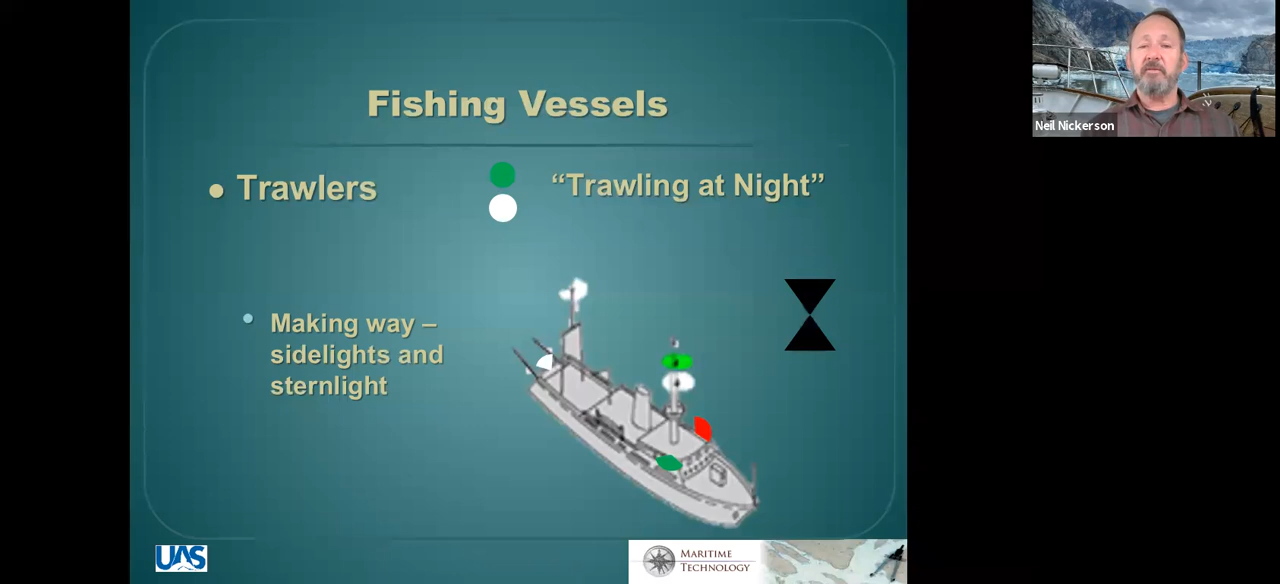 Fishing Vessels
Trawlers
“Trawling at Night”
Making way –
sidelights and
sternlight
UAS
MARITIME
TECHNOLOGY
Neil Nickerson